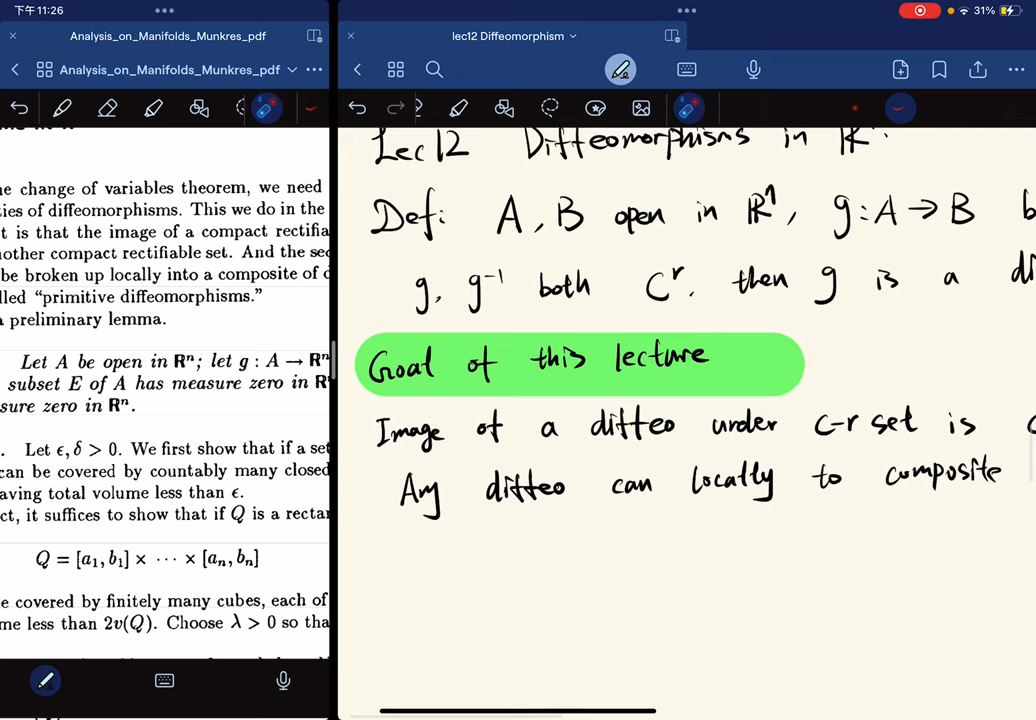 下午11:26
31%
Analysis_on_Manifolds_Munkres_pdf
Analysis_on_Manifolds_Munkres_pdf
ne change of variables theorem, we need
ties of diffeomorphisms. This we do in the
t is that the image of a compact rectifia
nother compact rectifiable set. And the sec
be broken up locally into a composite of d
lled “primitive diffeomorphisms.”
a preliminary lemma.
Let A be open in Rⁿ; let g : A → Rⁿ
subset E of A has measure zero in Rⁿ
sure zero in Rⁿ.
. Let ϵ, δ > 0. We first show that if a set
can be covered by countably many closed
aving total volume less than ϵ.
ct, it suffices to show that if Q is a rectan
Q = [a₁, b₁] × ⋯ × [aₙ, bₙ]
e covered by finitely many cubes, each of
me less than 2v(Q). Choose λ > 0 so tha
lec12 Diffeomorphism
Lec 12 Diffeomorphisms in ℝⁿ.
Def: A, B open in ℝⁿ, g: A → B b
g, g⁻¹ both Cʳ, then g is a di
Goal of this lecture
Image of a diffeo under c-r set is c
Any diffeo can locally to composite